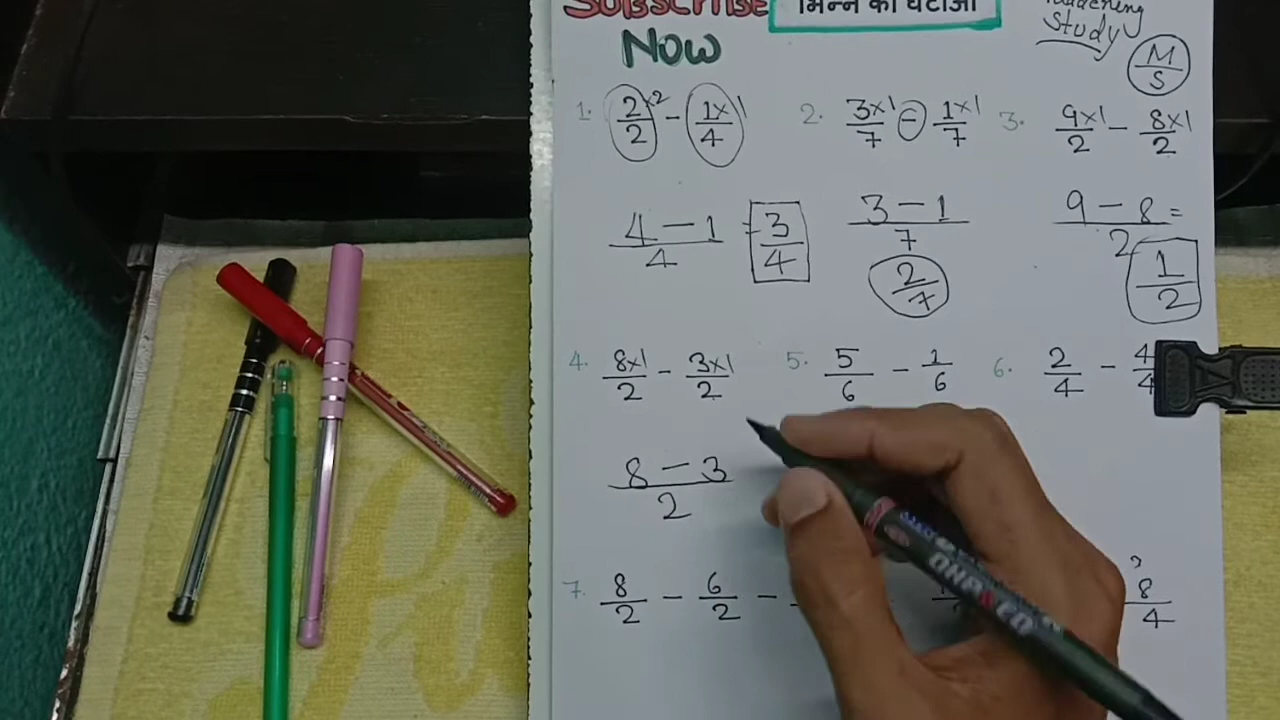 SUBSCRIBE
NOW
भिन्न को घटाओ
Study
M/S
1. 2/2 ×2 - 1×1/4
2. 3×1/7 - 1×1/7
3. 9×1/2 - 8×1/2
4-1/4 = 3/4
3-1/7
2/7
9-8/2 =
1/2
4. 8×1/2 - 3×1/2
5. 5/6 - 1/6
6. 2/4 - 4/4
8-3/2
7. 8/2 - 6/2 -
8/4